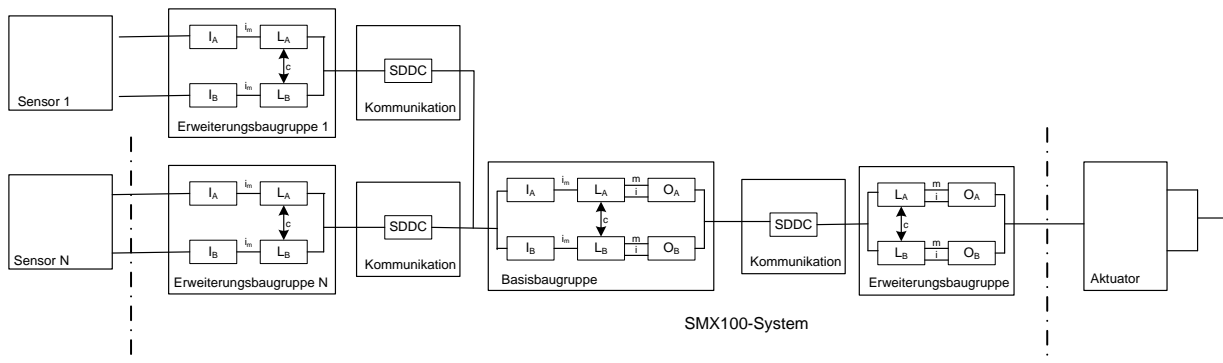 Sensor 1
I_A i_m L_A
c
I_B i_m L_B
Erweiterungsbaugruppe 1
SDDC
Kommunikation
Sensor N
I_A i_m L_A
c
I_B i_m L_B
Erweiterungsbaugruppe N
SDDC
Kommunikation
I_A i_m L_A m i O_A
c
I_B i_m L_B m i O_B
Basisbaugruppe
SDDC
Kommunikation
L_A m i O_A
c
L_B m i O_B
Erweiterungsbaugruppe
Aktuator
SMX100-System